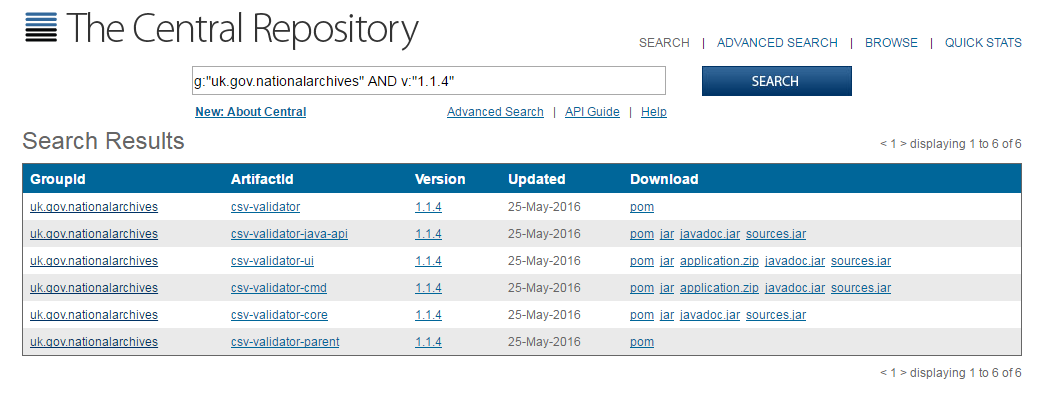 The Central Repository
SEARCH | ADVANCED SEARCH | BROWSE | QUICK STATS
g:"uk.gov.nationalarchives" AND v:"1.1.4" SEARCH
New: About Central Advanced Search | API Guide | Help
Search Results < 1 > displaying 1 to 6 of 6
GroupId ArtifactId Version Updated Download
uk.gov.nationalarchives csv-validator 1.1.4 25-May-2016 pom
uk.gov.nationalarchives csv-validator-java-api 1.1.4 25-May-2016 pom jar javadoc.jar sources.jar
uk.gov.nationalarchives csv-validator-ui 1.1.4 25-May-2016 pom jar application.zip javadoc.jar sources.jar
uk.gov.nationalarchives csv-validator-cmd 1.1.4 25-May-2016 pom jar application.zip javadoc.jar sources.jar
uk.gov.nationalarchives csv-validator-core 1.1.4 25-May-2016 pom jar javadoc.jar sources.jar
uk.gov.nationalarchives csv-validator-parent 1.1.4 25-May-2016 pom
< 1 > displaying 1 to 6 of 6